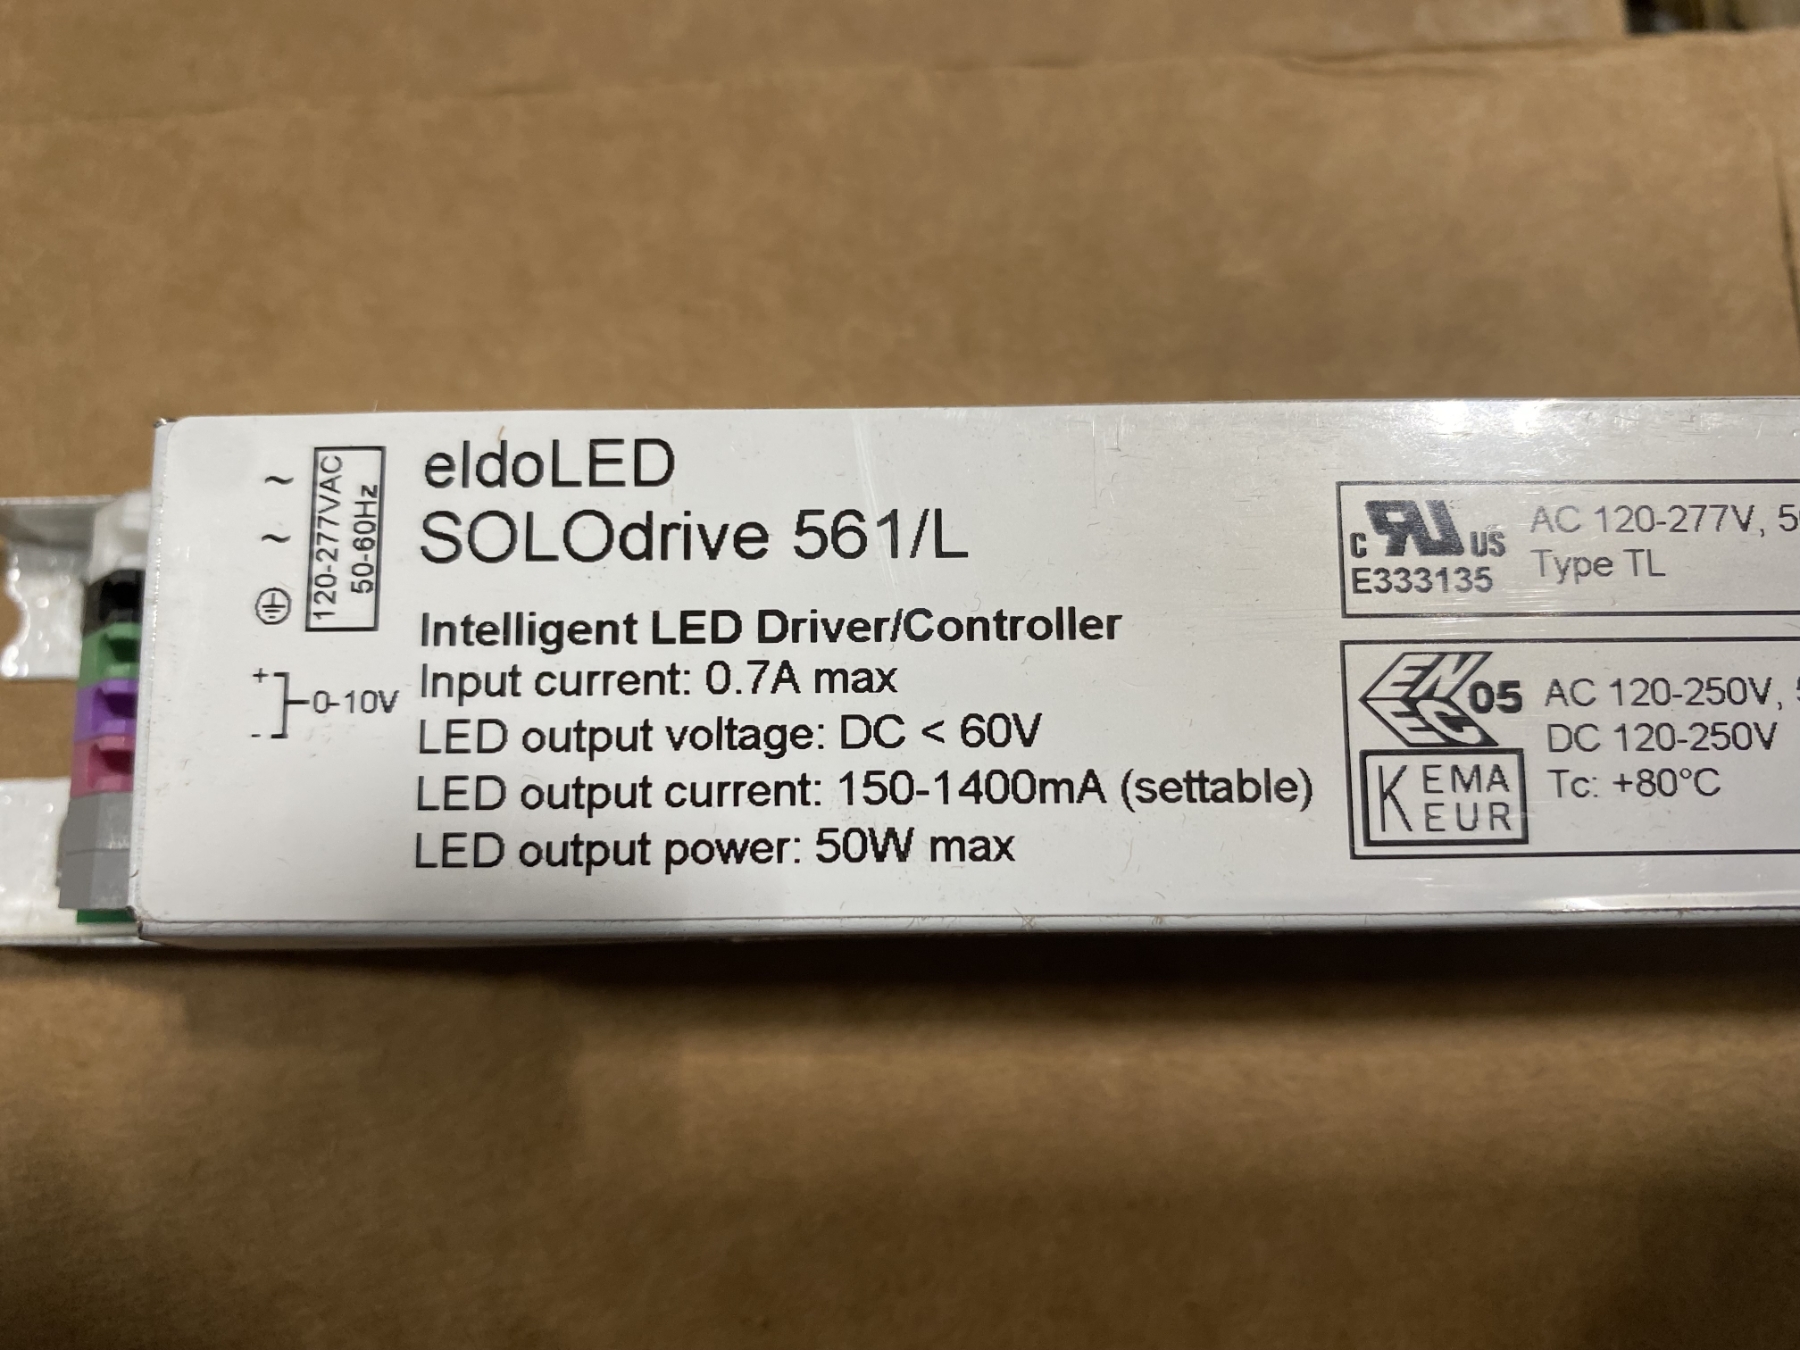 ~
~
120-277VAC
50-60Hz
+
-
0-10V
eldoLED
SOLOdrive 561/L
Intelligent LED Driver/Controller
Input current: 0.7A max
LED output voltage: DC < 60V
LED output current: 150-1400mA (settable)
LED output power: 50W max
c RU US
E333135
AC 120-277V,
Type TL
ENEC 05
KEMA
EUR
AC 120-250V,
DC 120-250V
Tc: +80°C